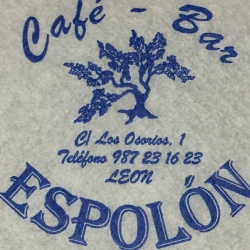 Café - Bar
C/ Los Osorios, 1
Teléfono 987 23 16 23
LEON
ESPOLÓN